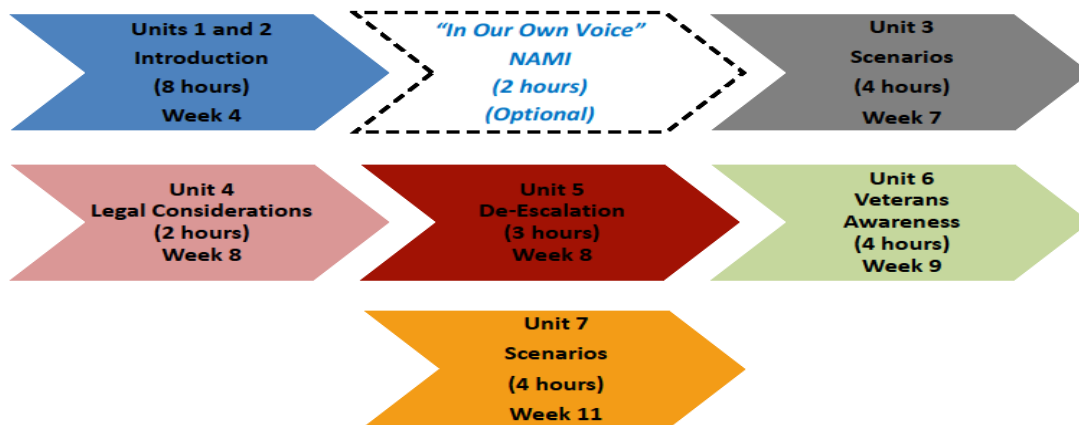 Units 1 and 2
Introduction
(8 hours)
Week 4
“In Our Own Voice”
NAMI
(2 hours)
(Optional)
Unit 3
Scenarios
(4 hours)
Week 7
Unit 4
Legal Considerations
(2 hours)
Week 8
Unit 5
De-Escalation
(3 hours)
Week 8
Unit 6
Veterans
Awareness
(4 hours)
Week 9
Unit 7
Scenarios
(4 hours)
Week 11